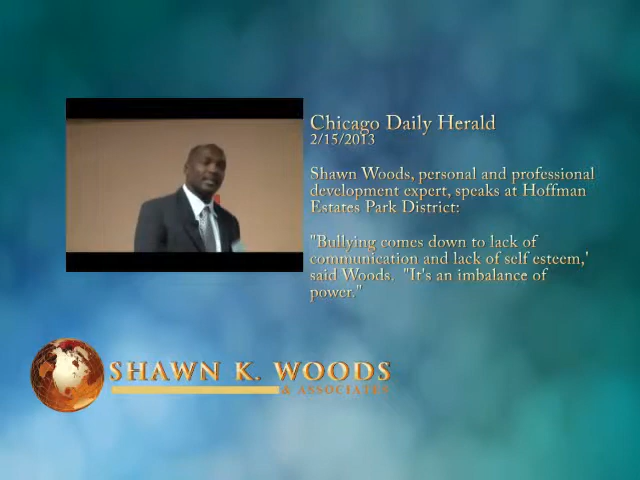 Chicago Daily Herald
2/15/2013
Shawn Woods, personal and professional
development expert, speaks at Hoffman
Estates Park District:
"Bullying comes down to lack of
communication and lack of self esteem,'
said Woods.  "It's an imbalance of
power."
SHAWN K. WOODS
& ASSOCIATES